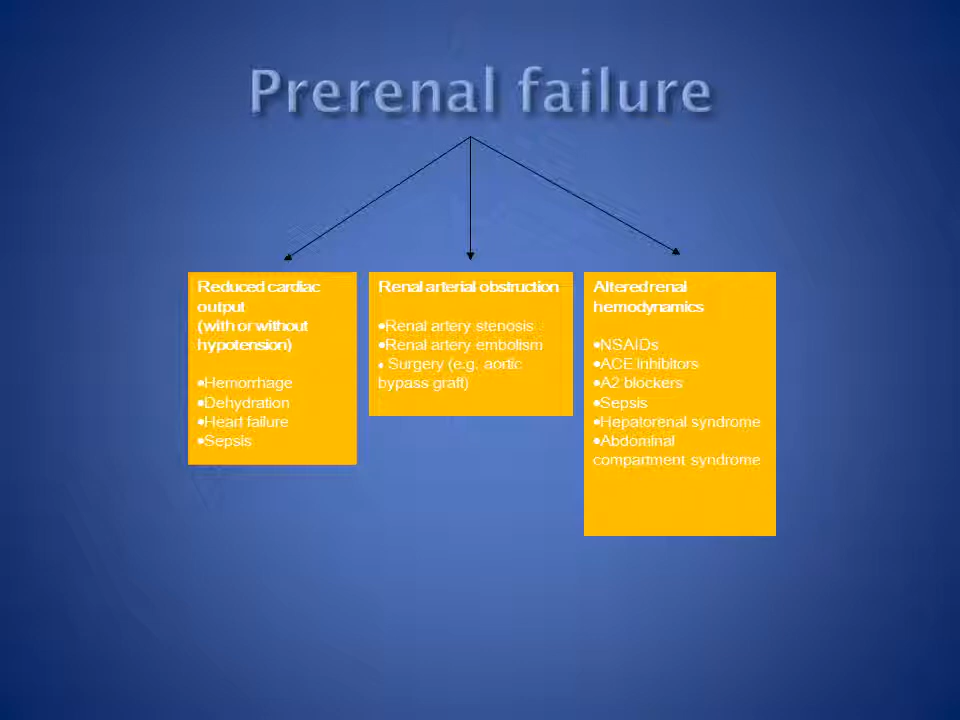 Prerenal failure
Reduced cardiac
output
(with or without
hypotension)
•Hemorrhage
•Dehydration
•Heart failure
•Sepsis
Renal arterial obstruction
•Renal artery stenosis
•Renal artery embolism
• Surgery (e.g. aortic
bypass graft)
Altered renal
hemodynamics
•NSAIDs
•ACE Inhibitors
•A2 blockers
•Sepsis
•Hepatorenal syndrome
•Abdominal
compartment syndrome